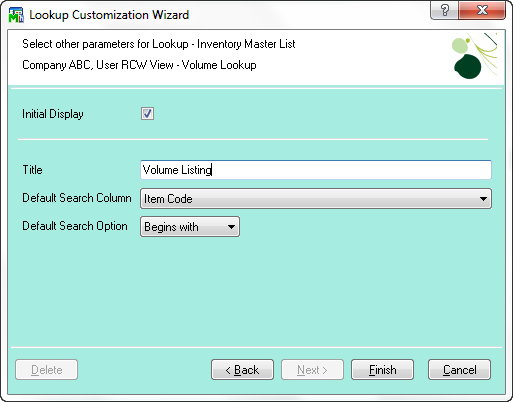 Lookup Customization Wizard
Select other parameters for Lookup - Inventory Master List
Company ABC, User RCW View - Volume Lookup
Initial Display
Title Volume Listing
Default Search Column Item Code
Default Search Option Begins with
Delete < Back Next > Finish Cancel